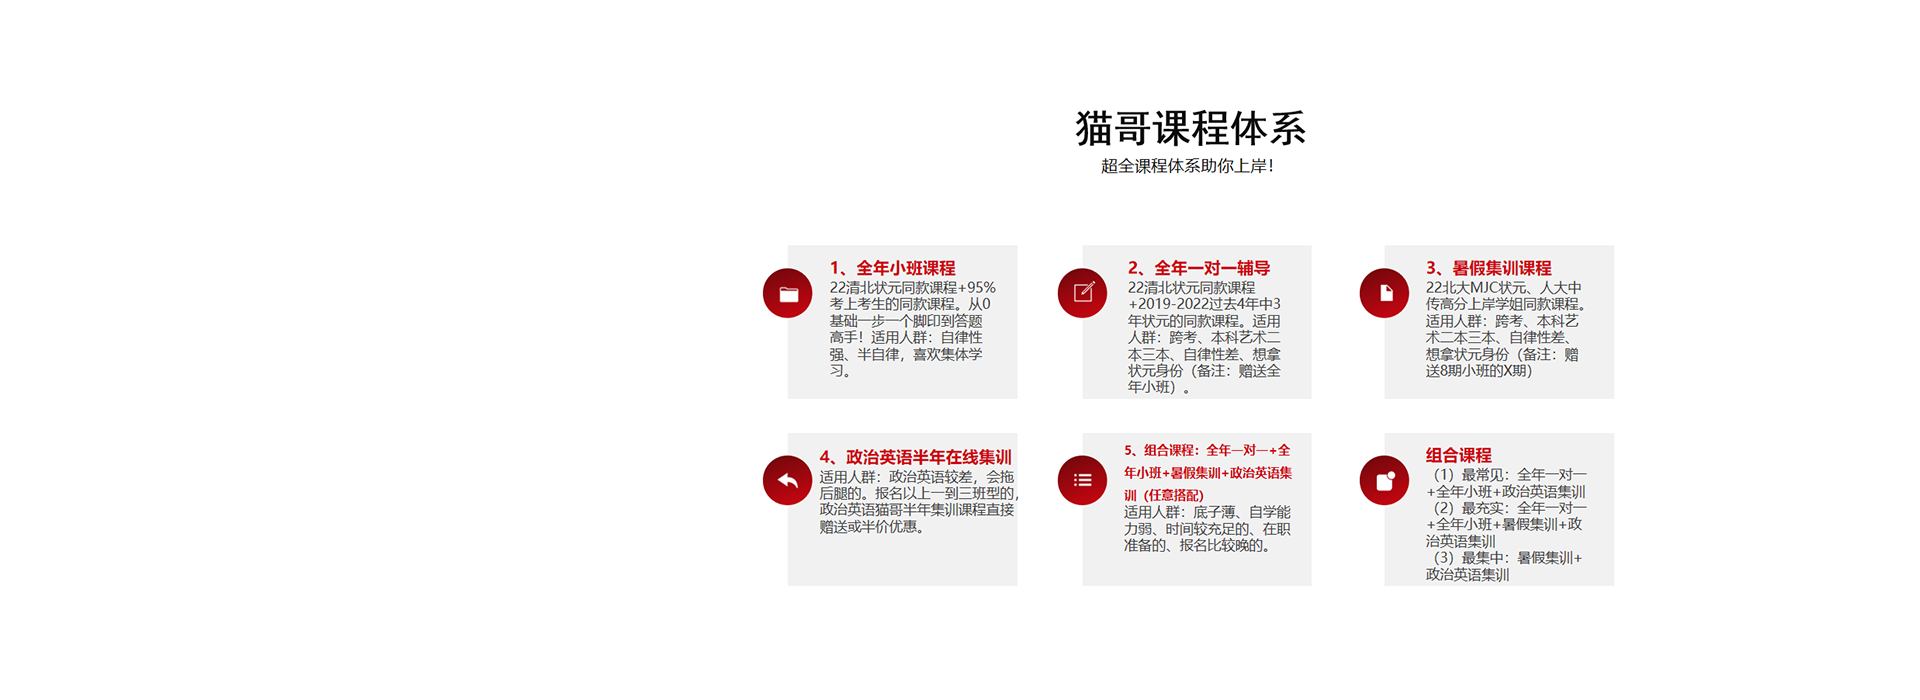 猫哥课程体系
超全课程体系助你上岸！
1、全年小班课程
22清北状元同款课程+95%
考上考生的同款课程。从0
基础一步一个脚印到答题
高手！适用人群：自律性
强、半自律，喜欢集体学
习。
2、全年一对一辅导
22清北状元同款课程
+2019-2022过去4年中3
年状元的同款课程。适用
人群：跨考、本科艺术二
本三本、自律性差、想拿
状元身份（备注：赠送全
年小班）。
3、暑假集训课程
22北大MJC状元、人大中
传高分上岸学姐同款课程。
适用人群：跨考、本科艺
术二本三本、自律性差、
想拿状元身份（备注：赠
送8期小班的X期）
4、政治英语半年在线集训
适用人群：政治英语较差，会拖
后腿的。报名以上一到三班型的，
政治英语猫哥半年集训课程直接
赠送或半价优惠。
5、组合课程：全年一对一+全
年小班+暑假集训+政治英语集
训（任意搭配）
适用人群：底子薄、自学能
力弱、时间较充足的、在职
准备的、报名比较晚的。
组合课程
（1）最常见：全年一对一
+全年小班+政治英语集训
（2）最充实：全年一对一
+全年小班+暑假集训+政
治英语集训
（3）最集中：暑假集训+
政治英语集训